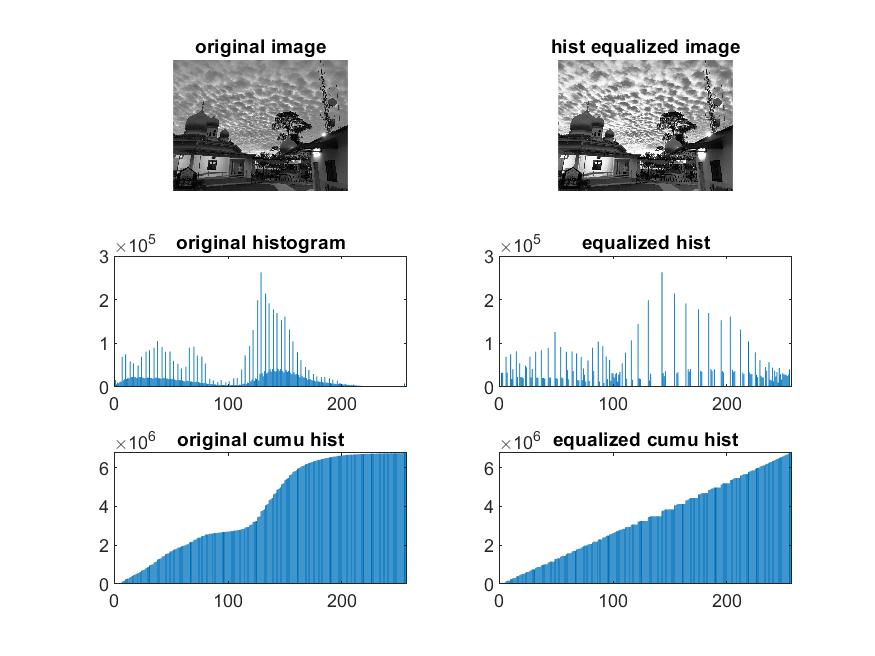 original image
hist equalized image
×10^5 original histogram
3
2
1
0
0 100 200
×10^5 equalized hist
3
2
1
0
0 100 200
×10^6 original cumu hist
6
4
2
0
0 100 200
×10^6 equalized cumu hist
6
4
2
0
0 100 200